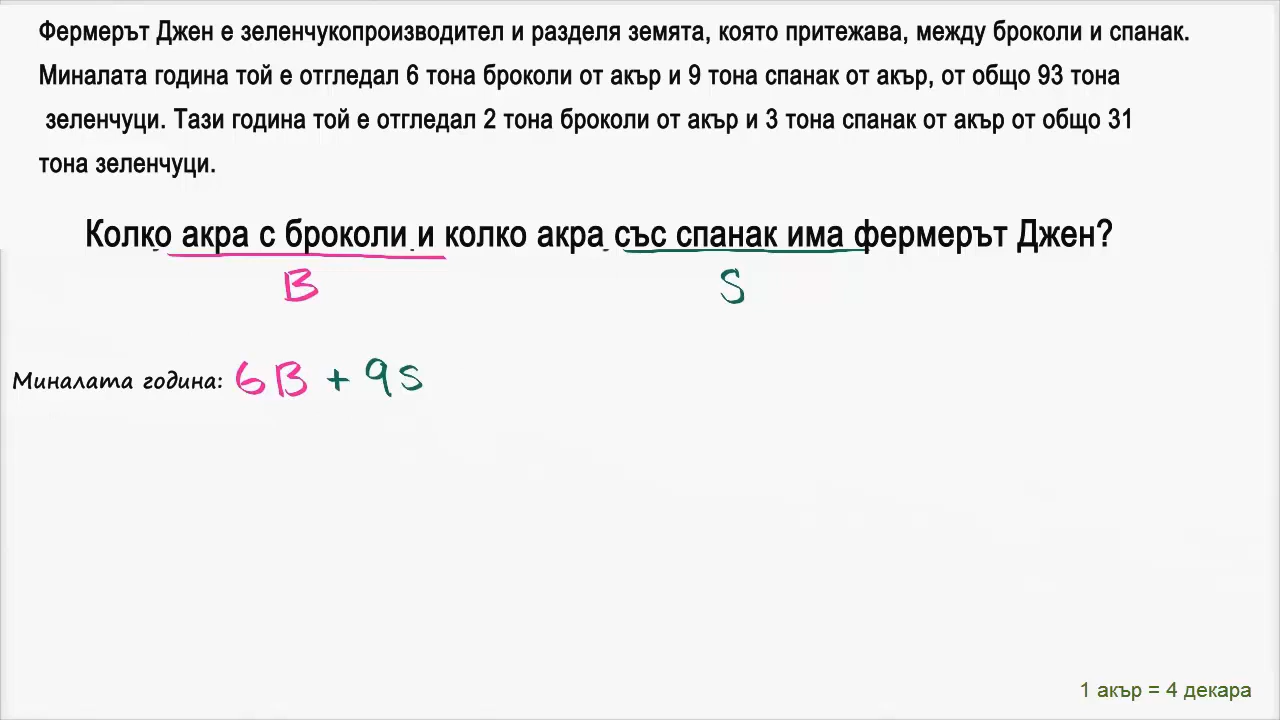 Фермерът Джен е зеленчукопроизводител и разделя земята, която притежава, между броколи и спанак.
Миналата година той е отгледал 6 тона броколи от акър и 9 тона спанак от акър, от общо 93 тона
зеленчуци. Тази година той е отгледал 2 тона броколи от акър и 3 тона спанак от акър от общо 31
тона зеленчуци.
Колко акра с броколи и колко акра със спанак има фермерът Джен?
B S
Миналата година: 6B + 9s
1 акър = 4 декара